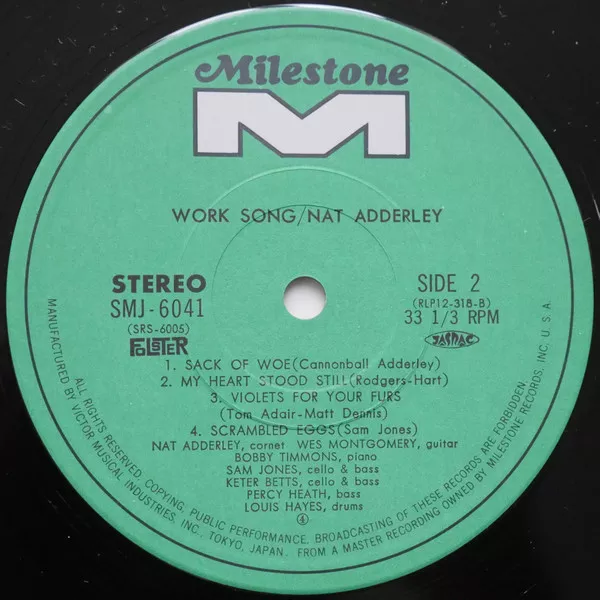 Milestone
M
WORK SONG/NAT ADDERLEY
STEREO
SMJ-6041
(SRS-6005)
FOLSTER
SIDE 2
(RLP12-318-B)
33 1/3 RPM
JASRAC
1. SACK OF WOE(Cannonball Adderley)
2. MY HEART STOOD STILL(Rodgers-Hart)
3. VIOLETS FOR YOUR FURS
(Tom Adair-Matt Dennis)
4. SCRAMBLED EGGS(Sam Jones)
NAT ADDERLEY, cornet WES MONTGOMERY, guitar
BOBBY TIMMONS, piano
SAM JONES, cello & bass
KETER BETTS, cello & bass
PERCY HEATH, bass
LOUIS HAYES, drums
④
MANUFACTURED BY VICTOR MUSICAL INDUSTRIES, INC., TOKYO, JAPAN. FROM A MASTER RECORDING OWNED BY MILESTONE RECORDS, INC, U.S.A.
ALL RIGHTS RESERVED, COPYING, PUBLIC PERFORMANCE, BROADCASTING OF THESE RECORDS ARE FORBIDDEN.